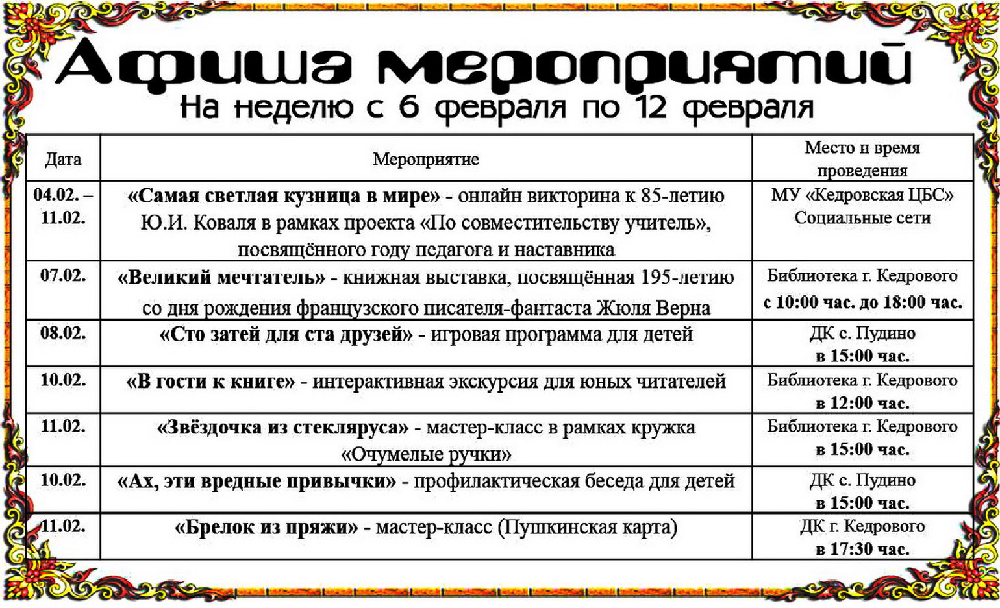 Афиша мероприятий
На неделю с 6 февраля по 12 февраля
Дата
Мероприятие
Место и время
проведения
04.02. –
11.02.
«Самая светлая кузница в мире» - онлайн викторина к 85-летию
Ю.И. Коваля в рамках проекта «По совместительству учитель»,
посвящённого году педагога и наставника
МУ «Кедровская ЦБС»
Социальные сети
07.02.
«Великий мечтатель» - книжная выставка, посвящённая 195-летию
со дня рождения французского писателя-фантаста Жюля Верна
Библиотека г. Кедрового
с 10:00 час. до 18:00 час.
08.02.
«Сто затей для ста друзей» - игровая программа для детей
ДК с. Пудино
в 15:00 час.
10.02.
«В гости к книге» - интерактивная экскурсия для юных читателей
Библиотека г. Кедрового
в 12:00 час.
11.02.
«Звёздочка из стекляруса» - мастер-класс в рамках кружка
«Очумелые ручки»
Библиотека г. Кедрового
в 15:00 час.
10.02.
«Ах, эти вредные привычки» - профилактическая беседа для детей
ДК с. Пудино
в 15:00 час.
11.02.
«Брелок из пряжи» - мастер-класс (Пушкинская карта)
ДК г. Кедрового
в 17:30 час.